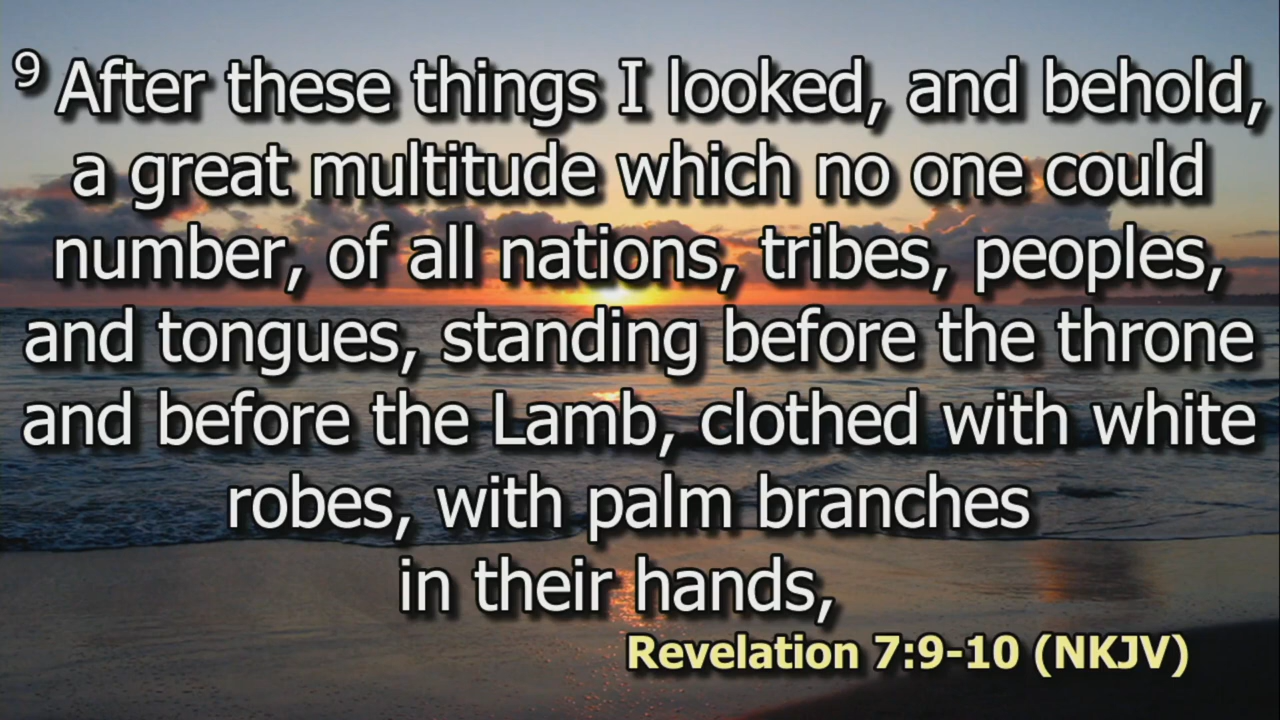 9 After these things I looked, and behold,
a great multitude which no one could
number, of all nations, tribes, peoples,
and tongues, standing before the throne
and before the Lamb, clothed with white
robes, with palm branches
in their hands,
Revelation 7:9-10 (NKJV)